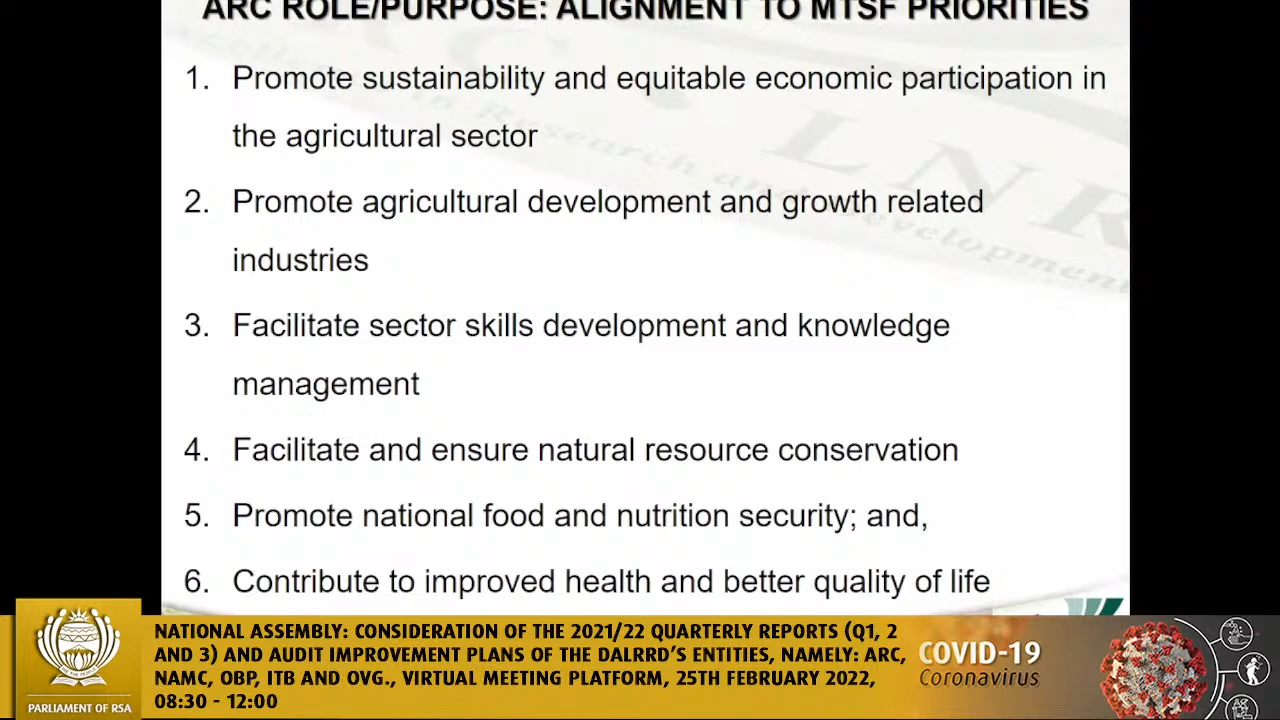 ARC ROLE/PURPOSE: ALIGNMENT TO MTSF PRIORITIES
1. Promote sustainability and equitable economic participation in
the agricultural sector
2. Promote agricultural development and growth related
industries
3. Facilitate sector skills development and knowledge
management
4. Facilitate and ensure natural resource conservation
5. Promote national food and nutrition security; and,
6. Contribute to improved health and better quality of life
LNR
in Research and Development
NATIONAL ASSEMBLY: CONSIDERATION OF THE 2021/22 QUARTERLY REPORTS (Q1, 2
AND 3) AND AUDIT IMPROVEMENT PLANS OF THE DALRRD'S ENTITIES, NAMELY: ARC,
NAMC, OBP, ITB AND OVG., VIRTUAL MEETING PLATFORM, 25TH FEBRUARY 2022,
08:30 - 12:00
PARLIAMENT OF RSA
COVID-19
Coronavirus